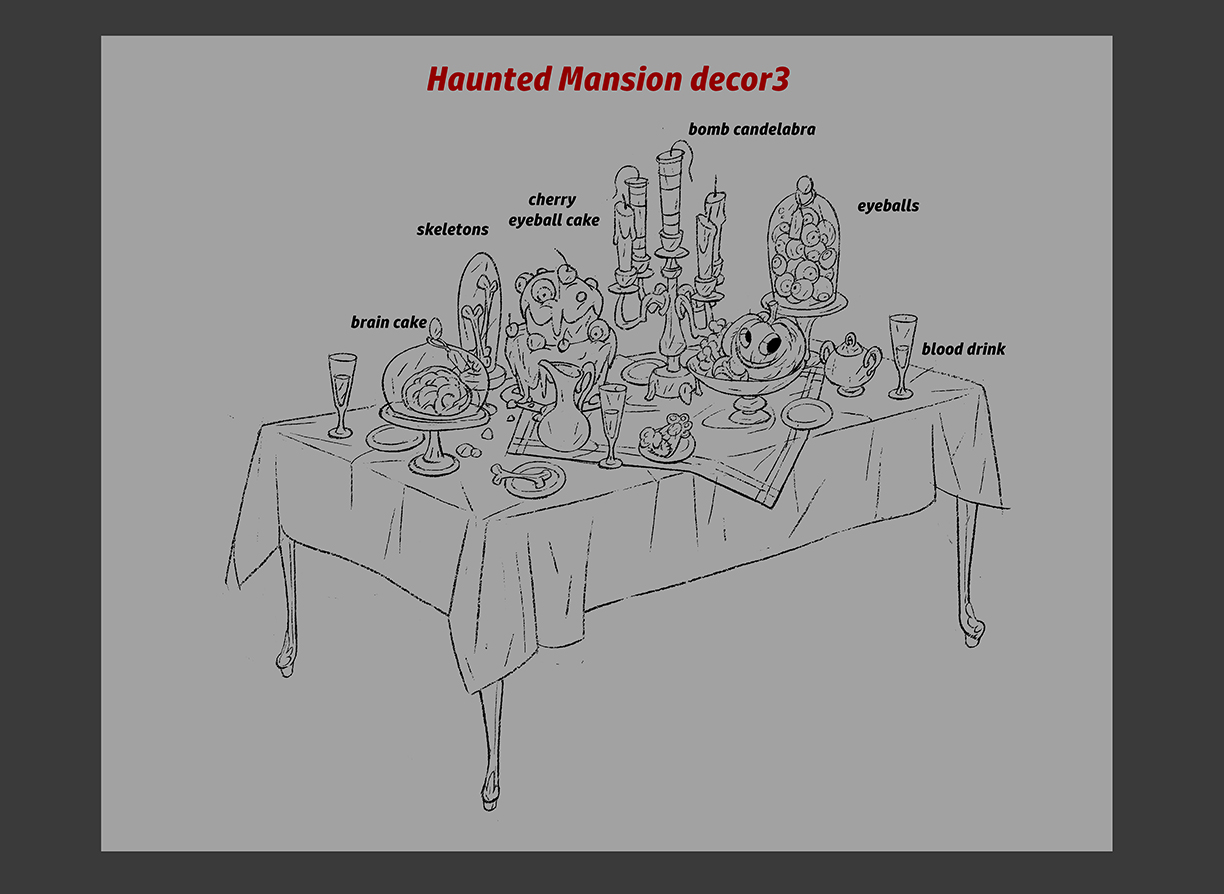 Haunted Mansion decor3
bomb candelabra
cherry
eyeball cake
eyeballs
skeletons
brain cake
blood drink